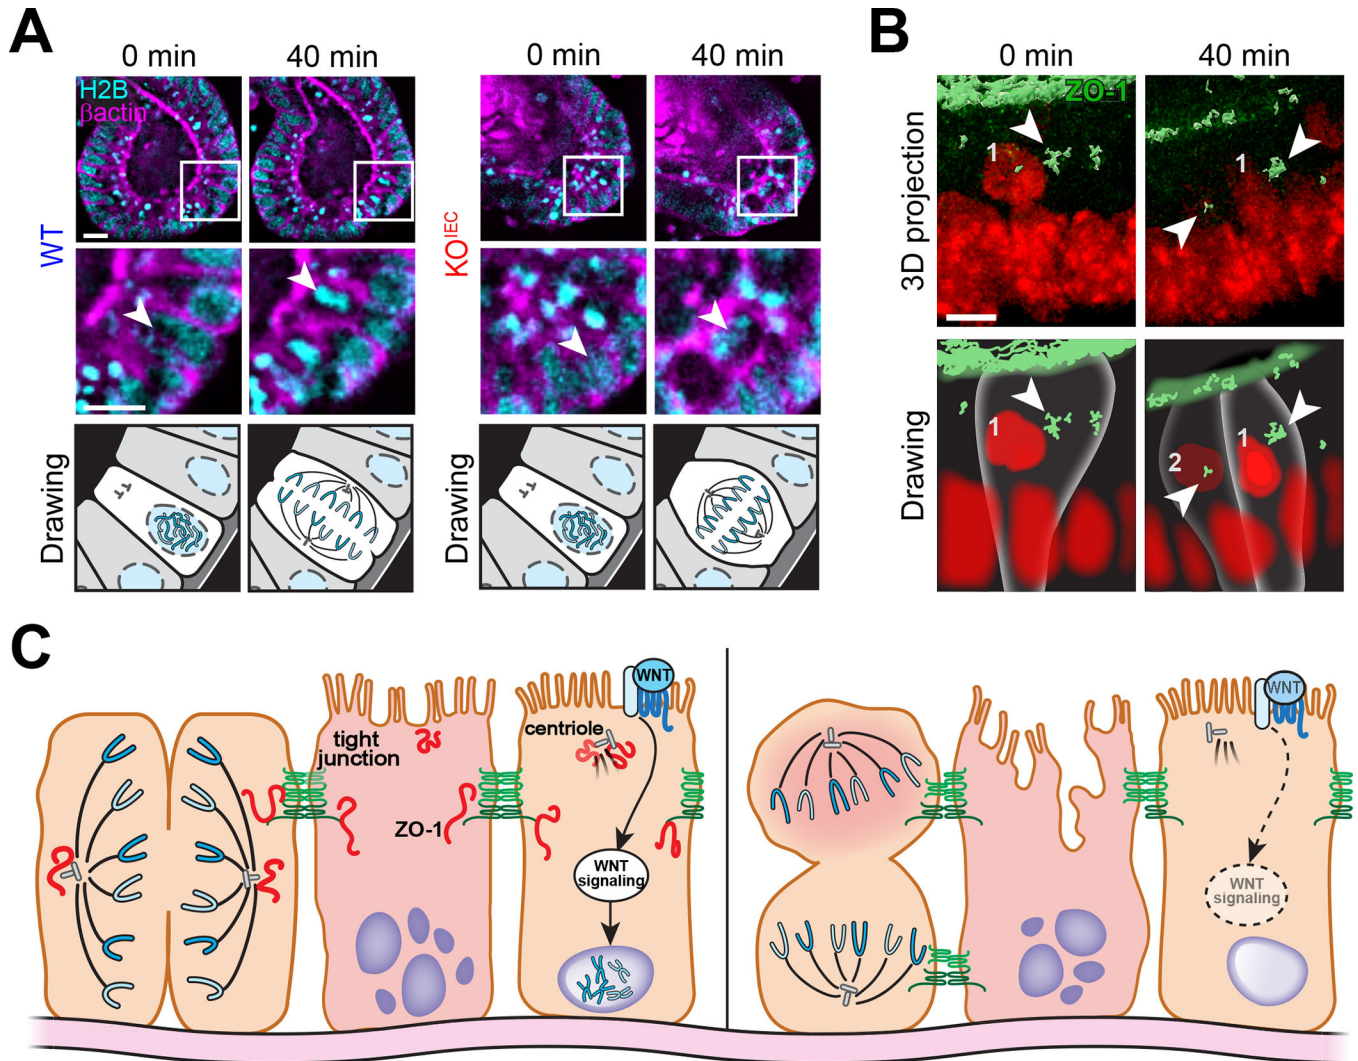 A
0 min
40 min
0 min
40 min
H2B
βactin
WT
KO^IEC
Drawing
Drawing
B
0 min
40 min
ZO-1
1
1
3D projection
1
1
2
Drawing
C
WNT
tight
junction
centriole
ZO-1
WNT
signaling
WNT
WNT
signaling